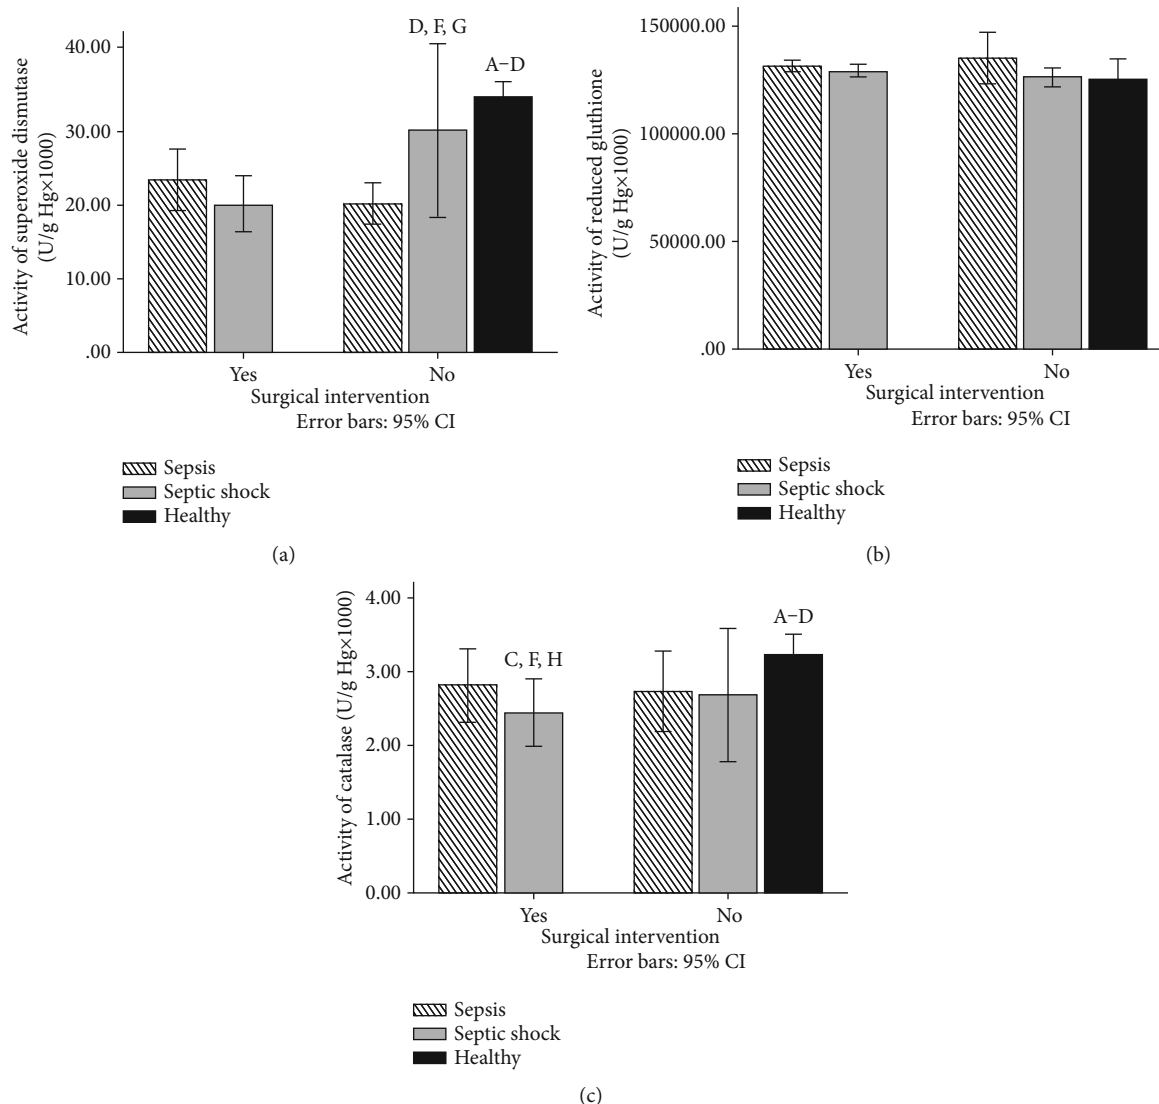 Activity of superoxide dismutase
(U/g Hg×1000)
40.00
30.00
20.00
10.00
.00
D, F, G
A–D
Yes
No
Surgical intervention
Error bars: 95% CI
Sepsis
Septic shock
Healthy
(a)
Activity of reduced gluthione
(U/g Hg×1000)
150000.00
100000.00
50000.00
.00
Yes
No
Surgical intervention
Error bars: 95% CI
Sepsis
Septic shock
Healthy
(b)
Activity of catalase (U/g Hg×1000)
4.00
3.00
2.00
1.00
0.00
C, F, H
A–D
Yes
No
Surgical intervention
Error bars: 95% CI
Sepsis
Septic shock
Healthy
(c)